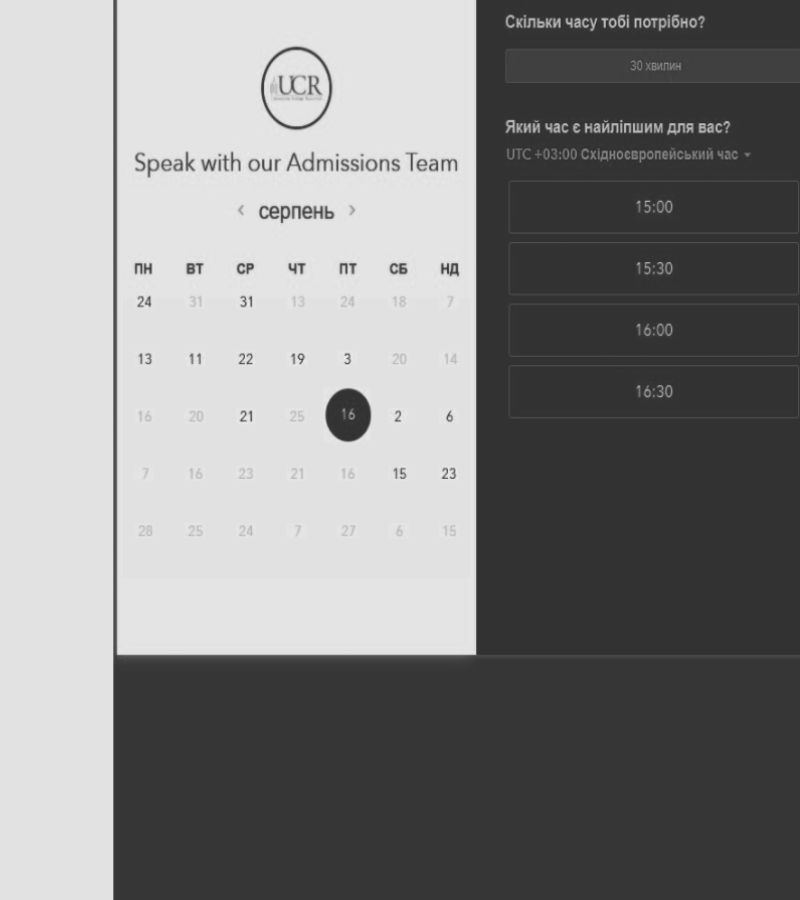 UCR
Speak with our Admissions Team
‹ серпень ›
ПН ВТ СР ЧТ ПТ СБ НД
24 31 31 13 24 18 7
13 11 22 19 3 20 14
16 20 21 25 16 2 6
7 16 23 21 16 15 23
28 25 24 7 27 6 15
Скільки часу тобі потрібно?
30 хвилин
Який час є найліпшим для вас?
UTC +03:00 Східноєвропейський час
15:00
15:30
16:00
16:30